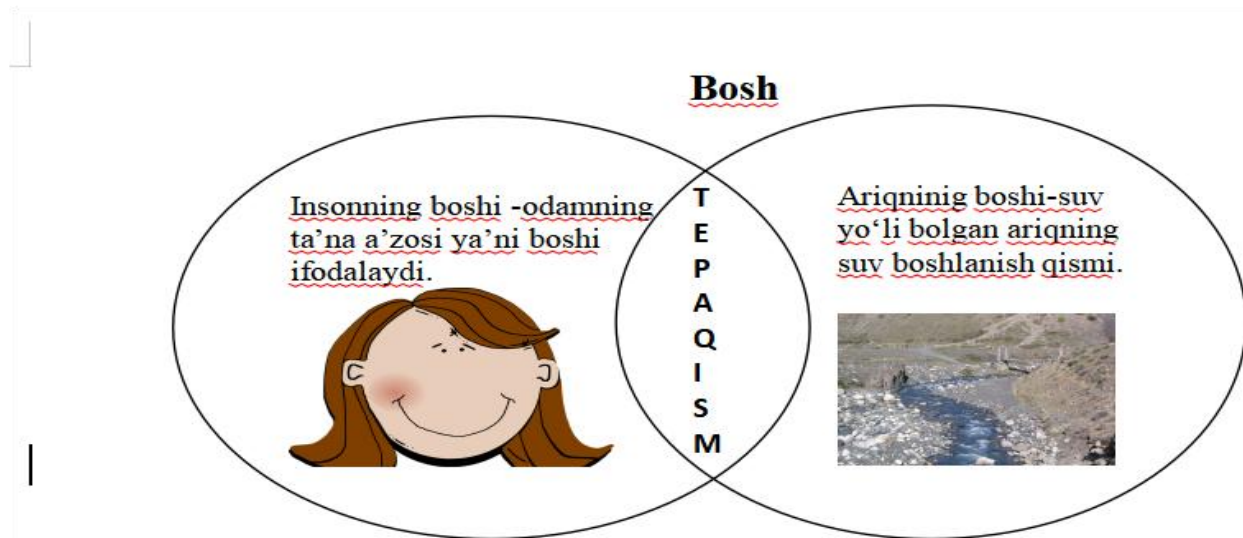 Bosh
Insonning boshi -odamning
ta’na a’zosi ya’ni boshi
ifodalaydi.
T
E
P
A
Q
I
S
M
Ariqninig boshi-suv
yo‘li bolgan ariqning
suv boshlanish qismi.